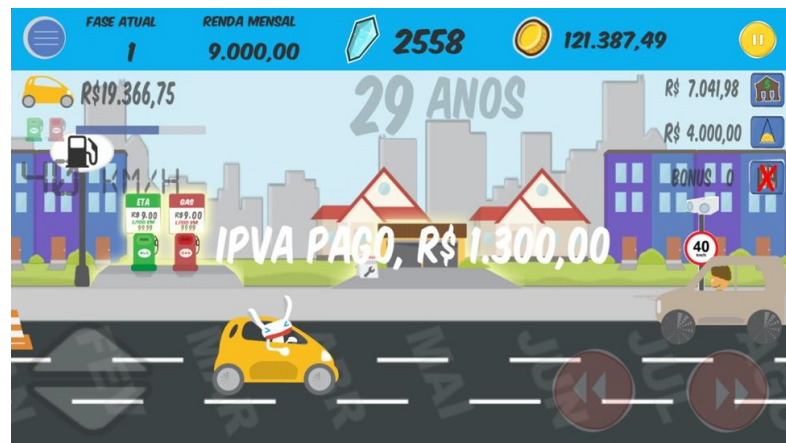 FASE ATUAL
1
RENDA MENSAL
9.000,00
2558
121.387,49
R$19.366,75
29 ANOS
R$ 7.041,98
R$ 4.000,00
BONUS 0
KM/H
ETA
R$ 9.00
GAS
R$9.00
IPVA PAGO, R$ 1.300,00
40
FEV
MAR
ABR
MAI
JUN
JUL
AGO